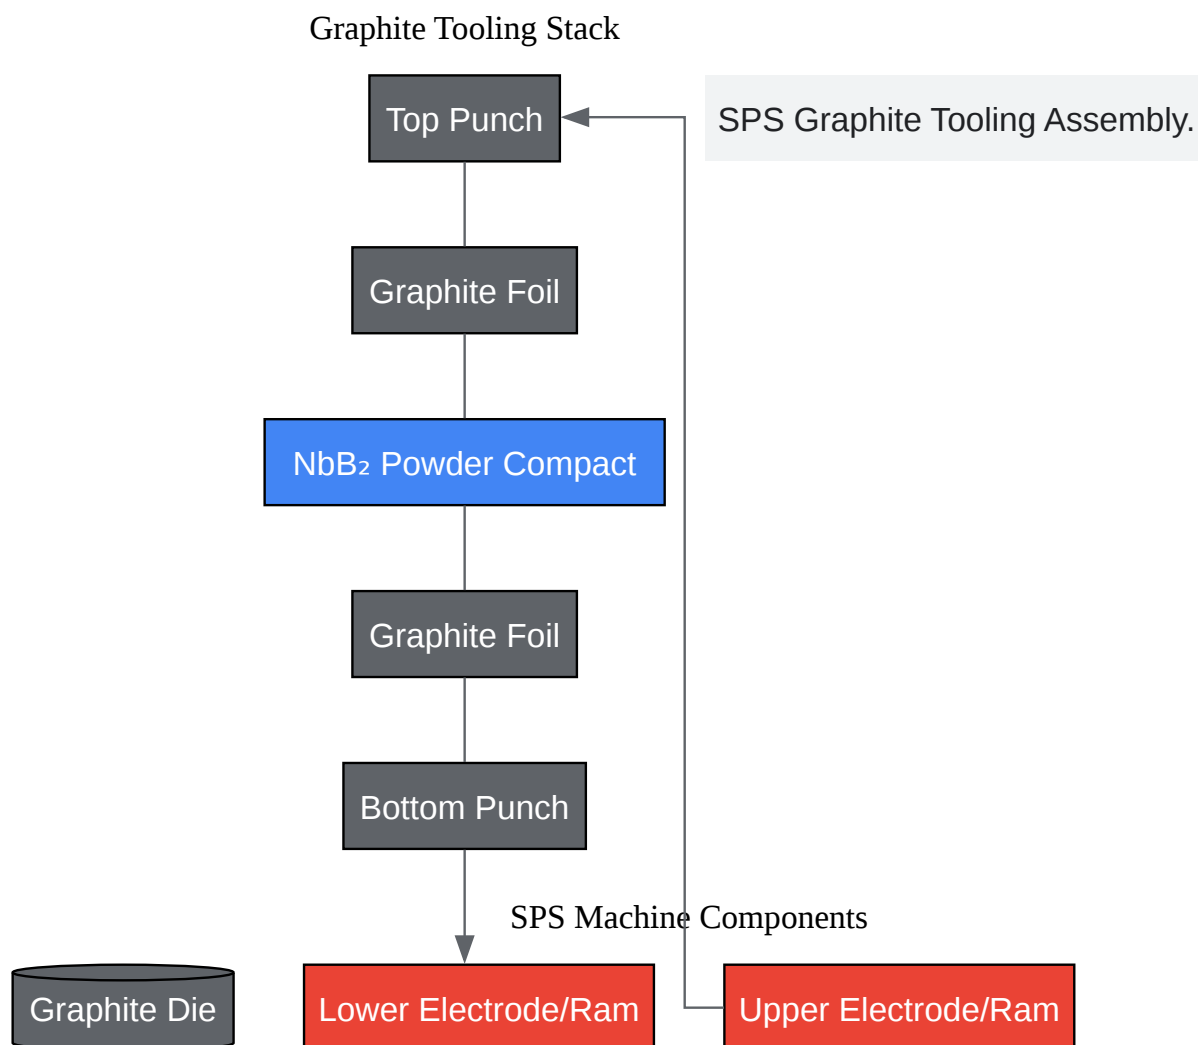 Graphite Tooling Stack
Top Punch
SPS Graphite Tooling Assembly.
Graphite Foil
NbB₂ Powder Compact
Graphite Foil
Bottom Punch
SPS Machine Components
Graphite Die
Lower Electrode/Ram
Upper Electrode/Ram